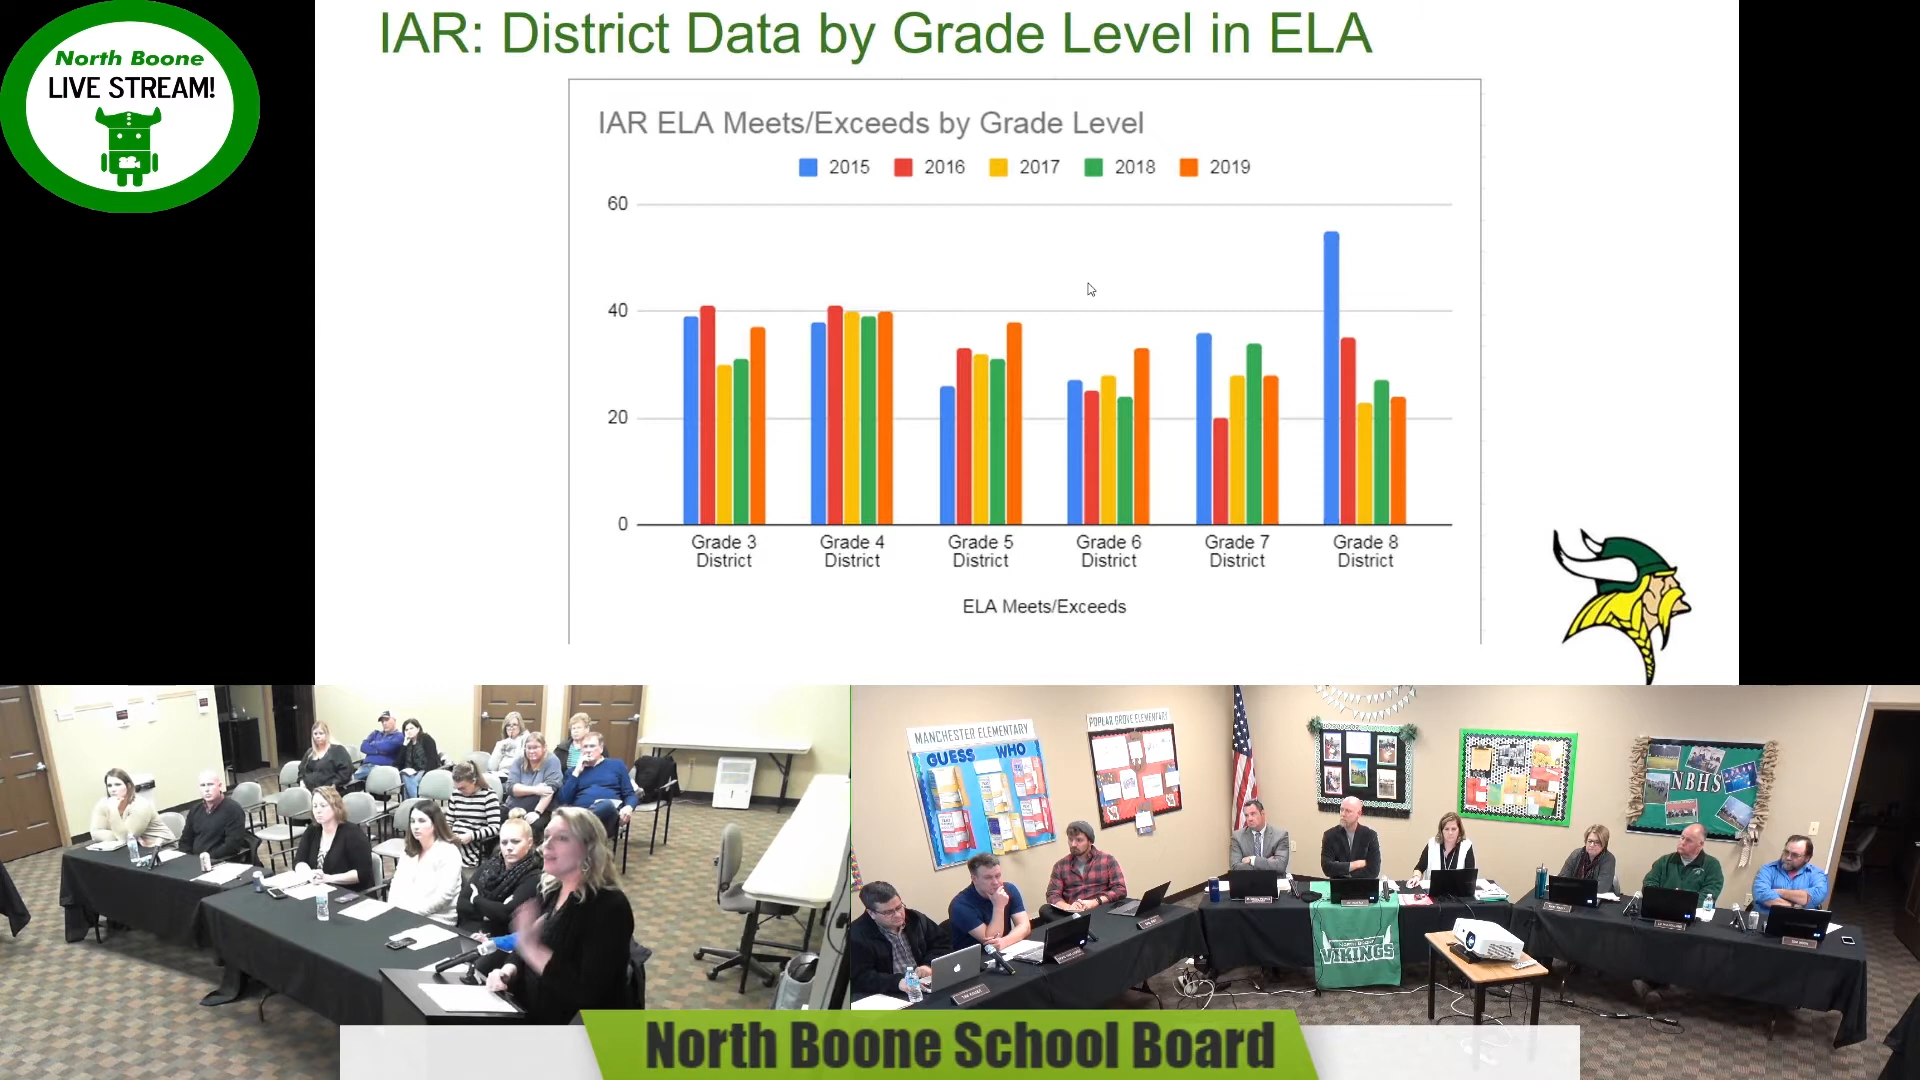 North Boone
LIVE STREAM!
IAR: District Data by Grade Level in ELA
IAR ELA Meets/Exceeds by Grade Level
2015 2016 2017 2018 2019
60
40
20
0
Grade 3 Grade 4 Grade 5 Grade 6 Grade 7 Grade 8
District District District District District District
ELA Meets/Exceeds
MANCHESTER ELEMENTARY
GUESS WHO
POPLAR GROVE ELEMENTARY
NBHS
NORTH BOONE
VIKINGS
North Boone School Board